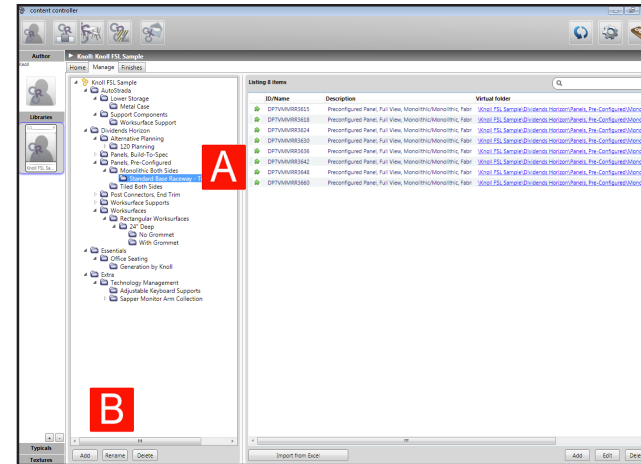 content controller
Author
Knoll
Libraries
Knoll FSL Sa...
Typicals
Textures
Knoll: Knoll FSL Sample
Home Manage Finishes
Knoll FSL Sample
AutoStrada
Lower Storage
Metal Case
Support Components
Worksurface Support
Dividends Horizon
Alternative Planning
120 Planning
Panels, Build-To-Spec
Panels, Pre-Configured
Monolithic Both Sides
Standard Base Raceway - T
Tiled Both Sides
Post Connectors, End Trim
Worksurface Supports
Worksurfaces
Rectangular Worksurfaces
24" Deep
No Grommet
With Grommet
Essentials
Office Seating
Generation by Knoll
Extra
Technology Management
Adjustable Keyboard Supports
Sapper Monitor Arm Collection
A
B
Add Rename Delete
Listing 8 items
ID/Name Description Virtual folder
DP7VMMRR3615 Preconfigured Panel, Full View, Monolithic/Monolithic, Fabr \Knoll FSL Sample\Dividends Horizon\Panels, Pre-Configured\Mono
DP7VMMRR3618 Preconfigured Panel, Full View, Monolithic/Monolithic, Fabr \Knoll FSL Sample\Dividends Horizon\Panels, Pre-Configured\Mono
DP7VMMRR3624 Preconfigured Panel, Full View, Monolithic/Monolithic, Fabr \Knoll FSL Sample\Dividends Horizon\Panels, Pre-Configured\Mono
DP7VMMRR3630 Preconfigured Panel, Full View, Monolithic/Monolithic, Fabr \Knoll FSL Sample\Dividends Horizon\Panels, Pre-Configured\Mono
DP7VMMRR3636 Preconfigured Panel, Full View, Monolithic/Monolithic, Fabr \Knoll FSL Sample\Dividends Horizon\Panels, Pre-Configured\Mono
DP7VMMRR3642 Preconfigured Panel, Full View, Monolithic/Monolithic, Fabr \Knoll FSL Sample\Dividends Horizon\Panels, Pre-Configured\Mono
DP7VMMRR3648 Preconfigured Panel, Full View, Monolithic/Monolithic, Fabr \Knoll FSL Sample\Dividends Horizon\Panels, Pre-Configured\Mono
DP7VMMRR3660 Preconfigured Panel, Full View, Monolithic/Monolithic, Fabr \Knoll FSL Sample\Dividends Horizon\Panels, Pre-Configured\Mono
Import from Excel Add Edit Dele